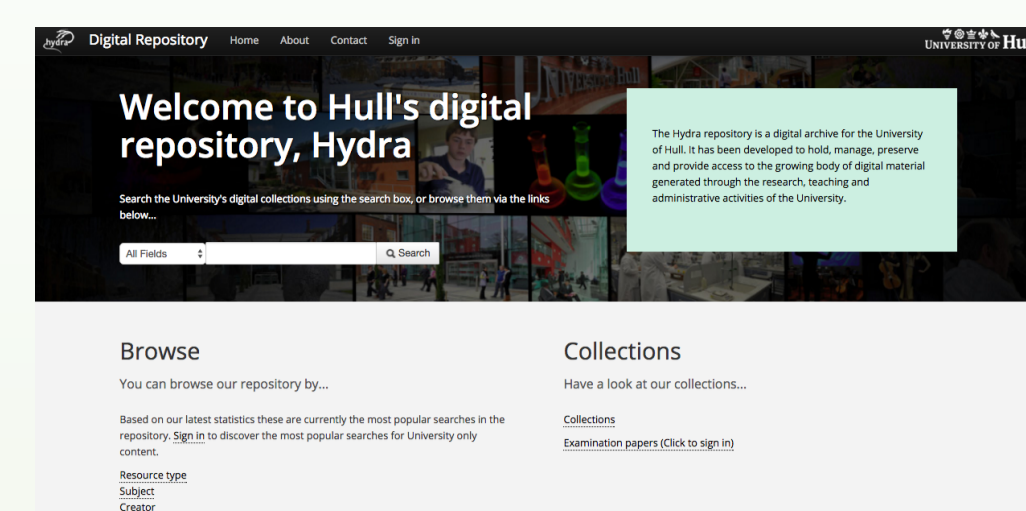 hydra
Digital Repository
Home About Contact Sign in
UNIVERSITY OF Hu
Welcome to Hull's digital
repository, Hydra
Search the University's digital collections using the search box, or browse them via the links
below...
All Fields
Search
The Hydra repository is a digital archive for the University
of Hull. It has been developed to hold, manage, preserve
and provide access to the growing body of digital material
generated through the research, teaching and
administrative activities of the University.
Browse
You can browse our repository by...
Based on our latest statistics these are currently the most popular searches in the
repository. Sign in to discover the most popular searches for University only
content.
Resource type
Subject
Creator
Collections
Have a look at our collections...
Collections
Examination papers (Click to sign in)